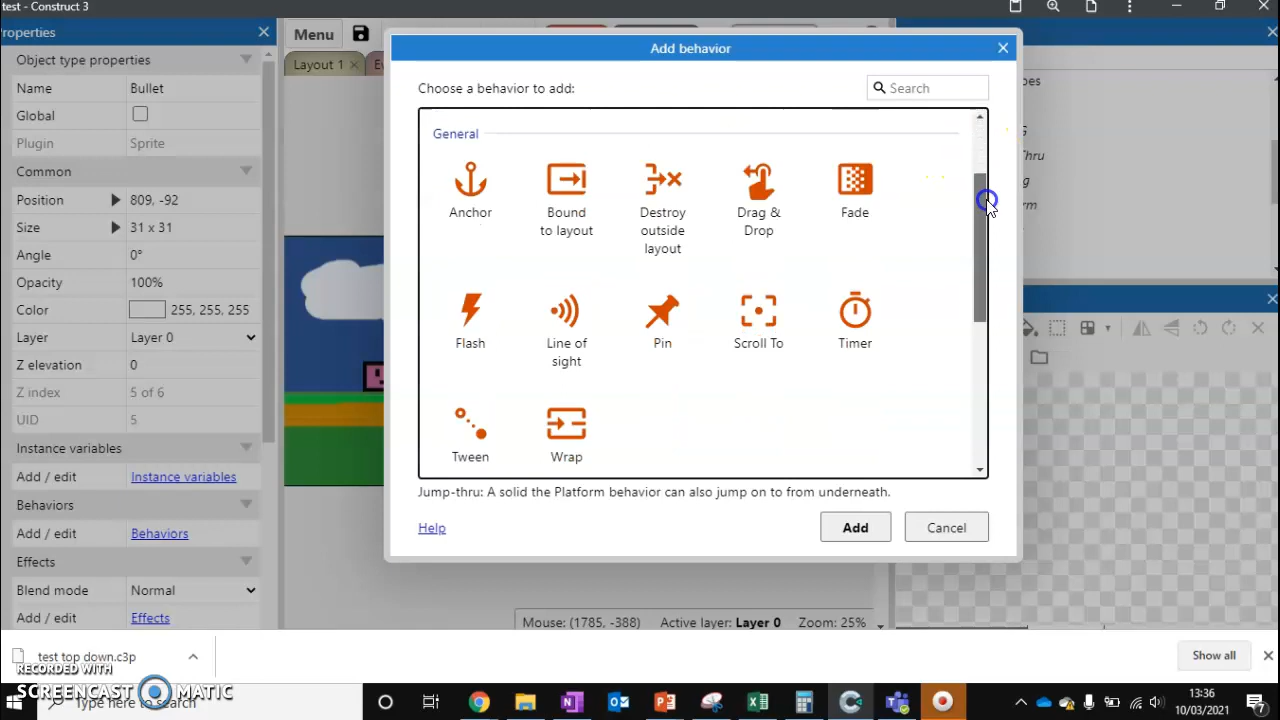 test - Construct 3
Properties
Object type properties
Name Bullet
Global
Plugin Sprite
Common
Position 809, -92
Size 31 x 31
Angle 0°
Opacity 100%
Color 255, 255, 255
Layer Layer 0
Z elevation 0
Z index 5 of 6
UID 5
Instance variables
Add / edit Instance variables
Behaviors
Add / edit Behaviors
Effects
Blend mode Normal
Add / edit Effects
Menu
Layout 1
Add behavior
Choose a behavior to add:
Search
General
Anchor
Bound to layout
Destroy outside layout
Drag & Drop
Fade
Flash
Line of sight
Pin
Scroll To
Timer
Tween
Wrap
Jump-thru: A solid the Platform behavior can also jump on to from underneath.
Help
Add
Cancel
Mouse: (1785, -388) Active layer: Layer 0 Zoom: 25%
test top down.c3p
Show all
RECORDED WITH
SCREENCAST MATIC
Type here to search
13:36
10/03/2021